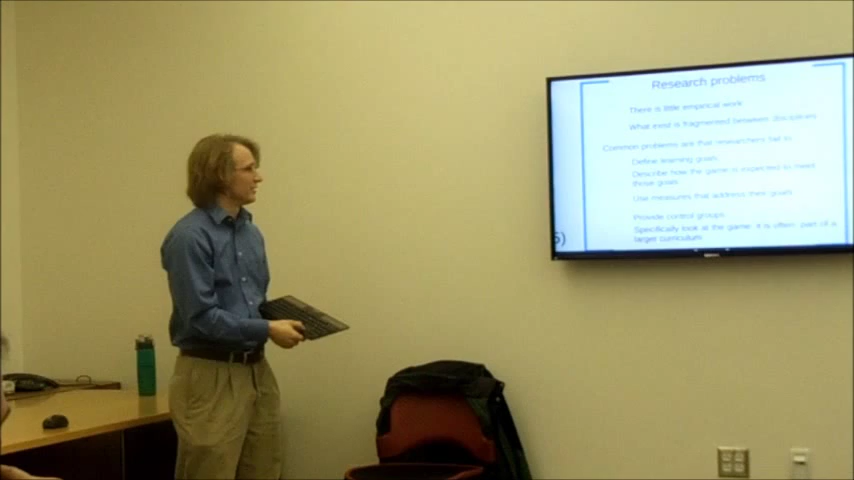 Research problems
There is little empirical work
What exist is fragmented between disciplines
Common problems are that researchers fail to
Define learning goals
Describe how the game is expected to meet
those goals
Use measures that address their goals
Provide control groups
Specifically look at the game: it is often part of a
larger curriculum